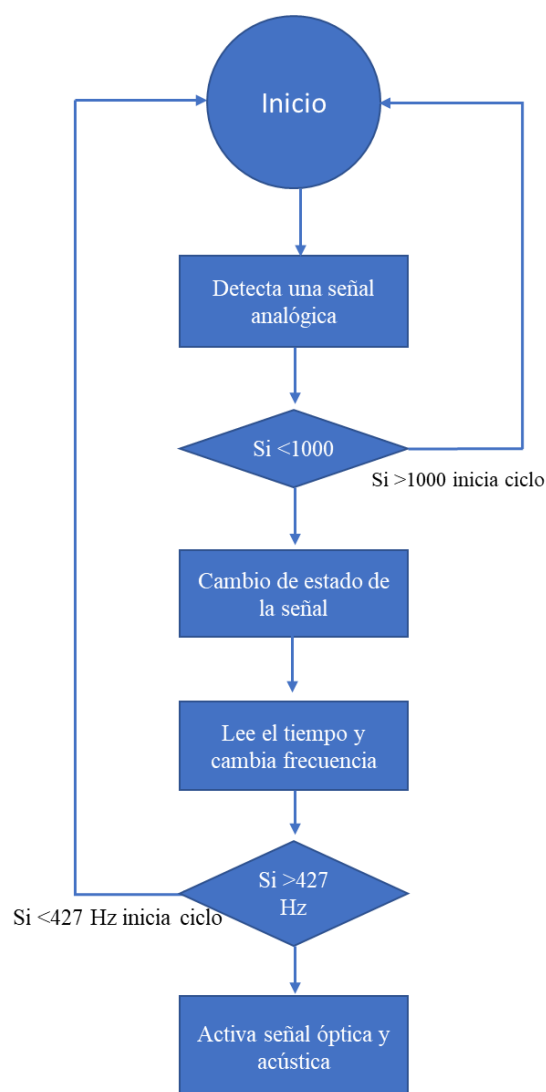 Inicio
Detecta una señal
analógica
Si <1000
Si >1000 inicia ciclo
Cambio de estado de
la señal
Lee el tiempo y
cambia frecuencia
Si >427
Hz
Si <427 Hz inicia ciclo
Activa señal óptica y
acústica